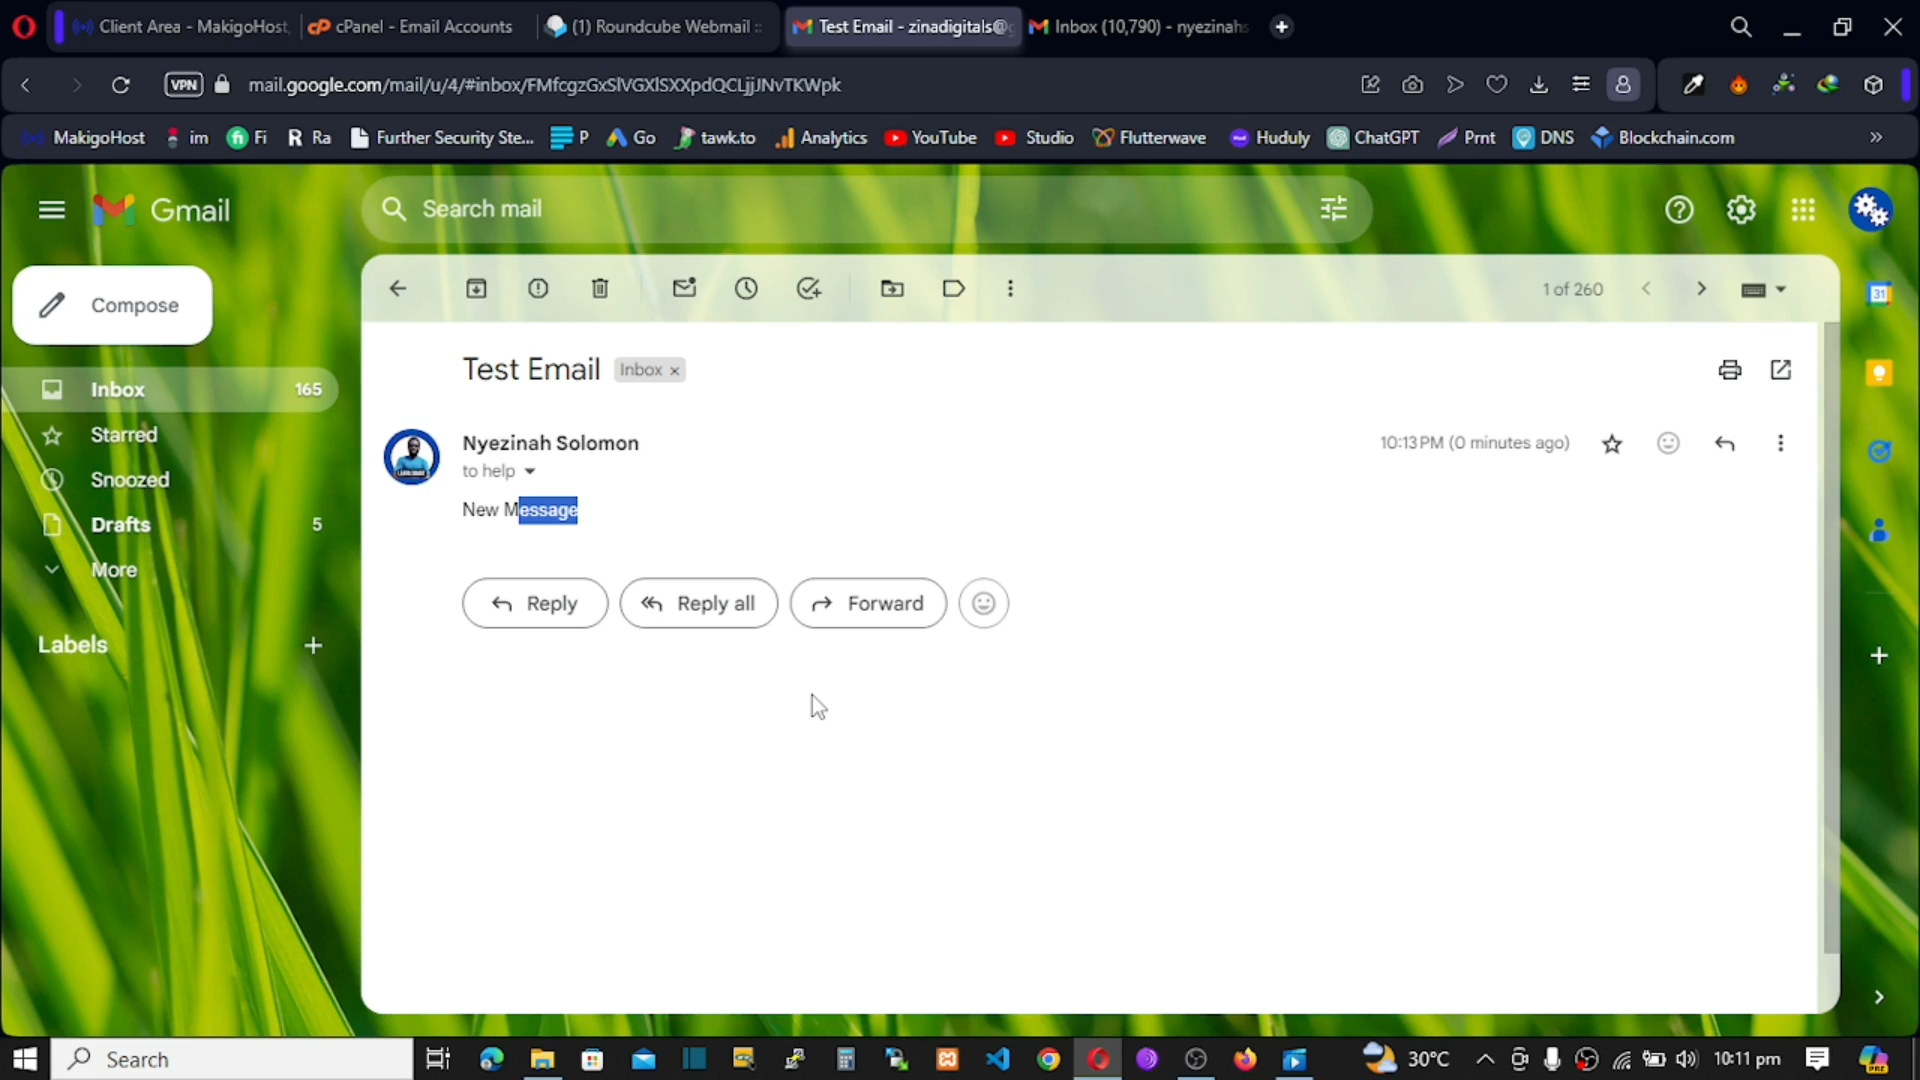 Client Area - MakigoHost,
cPanel - Email Accounts
(1) Roundcube Webmail ::
Test Email - zinadigitals@g
Inbox (10,790) - nyezinahs
VPN
mail.google.com/mail/u/4/#inbox/FMfcgzGxSlVGXlSXXpdQCLjjJNvTKWpk
MakigoHost
im
Fi
R Ra
Further Security Ste...
P
Go
tawk.to
Analytics
YouTube
Studio
Flutterwave
Huduly
ChatGPT
Prnt
DNS
Blockchain.com
»
Gmail
Search mail
Compose
Inbox 165
Starred
Snoozed
Drafts 5
More
Labels
1 of 260
31
Test Email
Inbox ×
Nyezinah Solomon
10:13 PM (0 minutes ago)
to help
New Message
Reply
Reply all
Forward
Search
30°C
10:11 pm
PRE